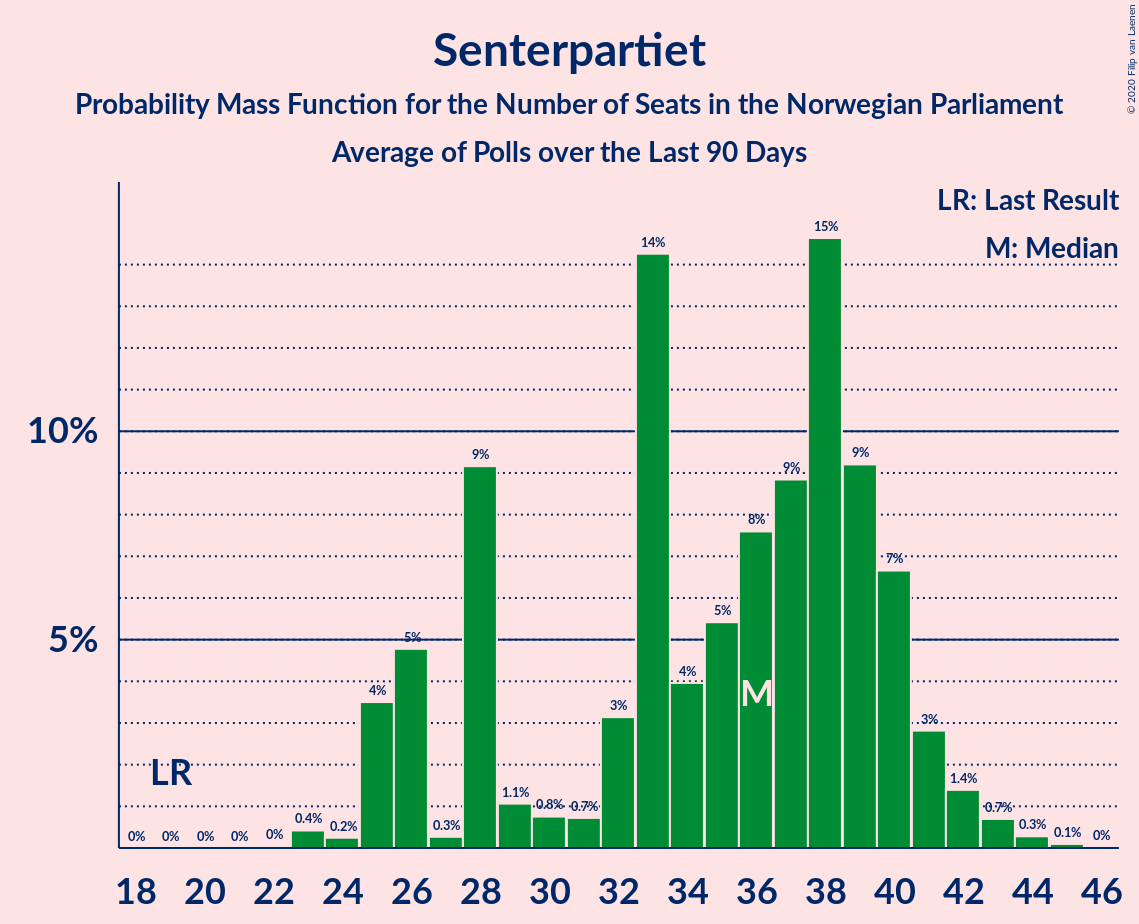 Senterpartiet
Probability Mass Function for the Number of Seats in the Norwegian Parliament
Average of Polls over the Last 90 Days
© 2020 Filip van Laenen
LR: Last Result
M: Median
10%
5%
LR
M
0% 0% 0% 0% 0% 0.4% 0.2% 4% 5% 0.3% 9% 1.1% 0.8% 0.7% 3% 14% 4% 5% 8% 9% 15% 9% 7% 3% 1.4% 0.7% 0.3% 0.1% 0%
18 20 22 24 26 28 30 32 34 36 38 40 42 44 46